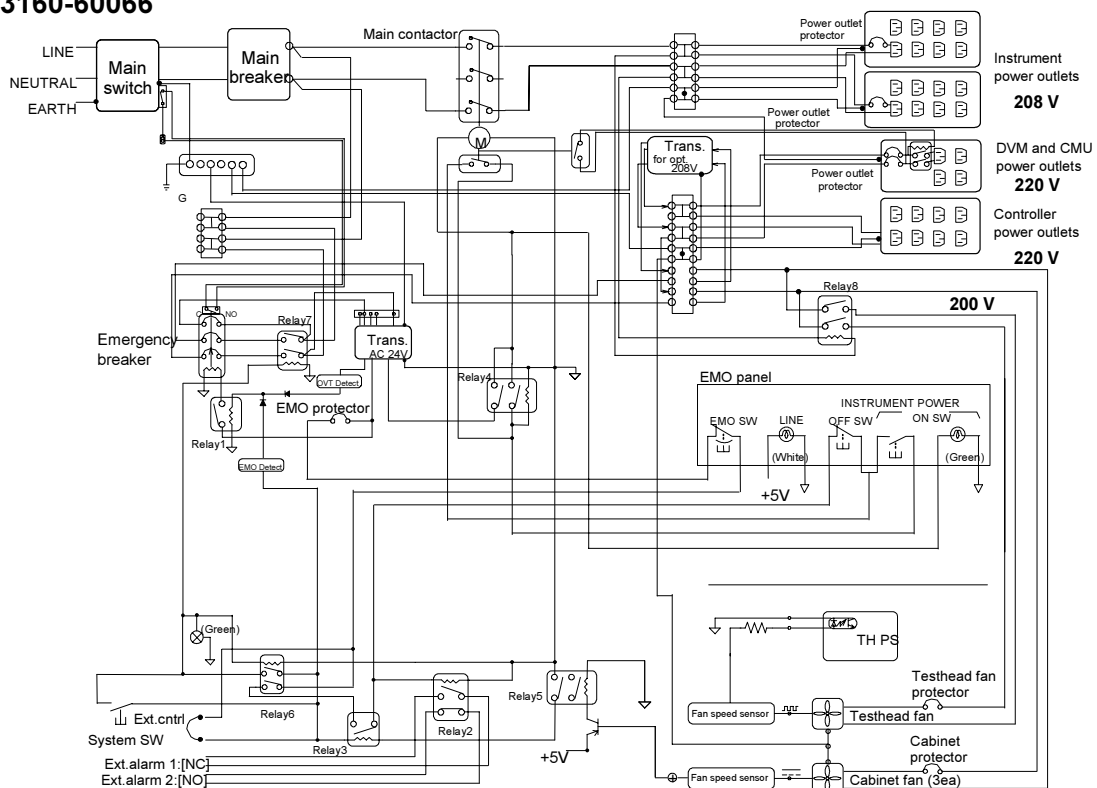 3160-60066
LINE
NEUTRAL
EARTH
Main
switch
Main
breaker
Main contactor
Power outlet
protector
Instrument
power outlets
208 V
Power outlet
protector
M
Trans.
for opt.
208V
Power outlet
protector
DVM and CMU
power outlets
220 V
G
Controller
power outlets
220 V
Relay8
200 V
C
NO
Relay7
Emergency
breaker
Trans.
AC 24V
OVT Detect
Relay4
EMO protector
Relay1
EMO Detect
EMO panel
INSTRUMENT POWER
EMO SW
LINE
OFF SW
ON SW
(White)
(Green)
+5V
(Green)
TH PS
Relay5
Testhead fan
protector
Ext.cntrl
Relay6
Fan speed sensor
Testhead fan
System SW
Relay3
Relay2
Cabinet
protector
+5V
Ext.alarm 1:[NC]
Ext.alarm 2:[NO]
Fan speed sensor
Cabinet fan (3ea)